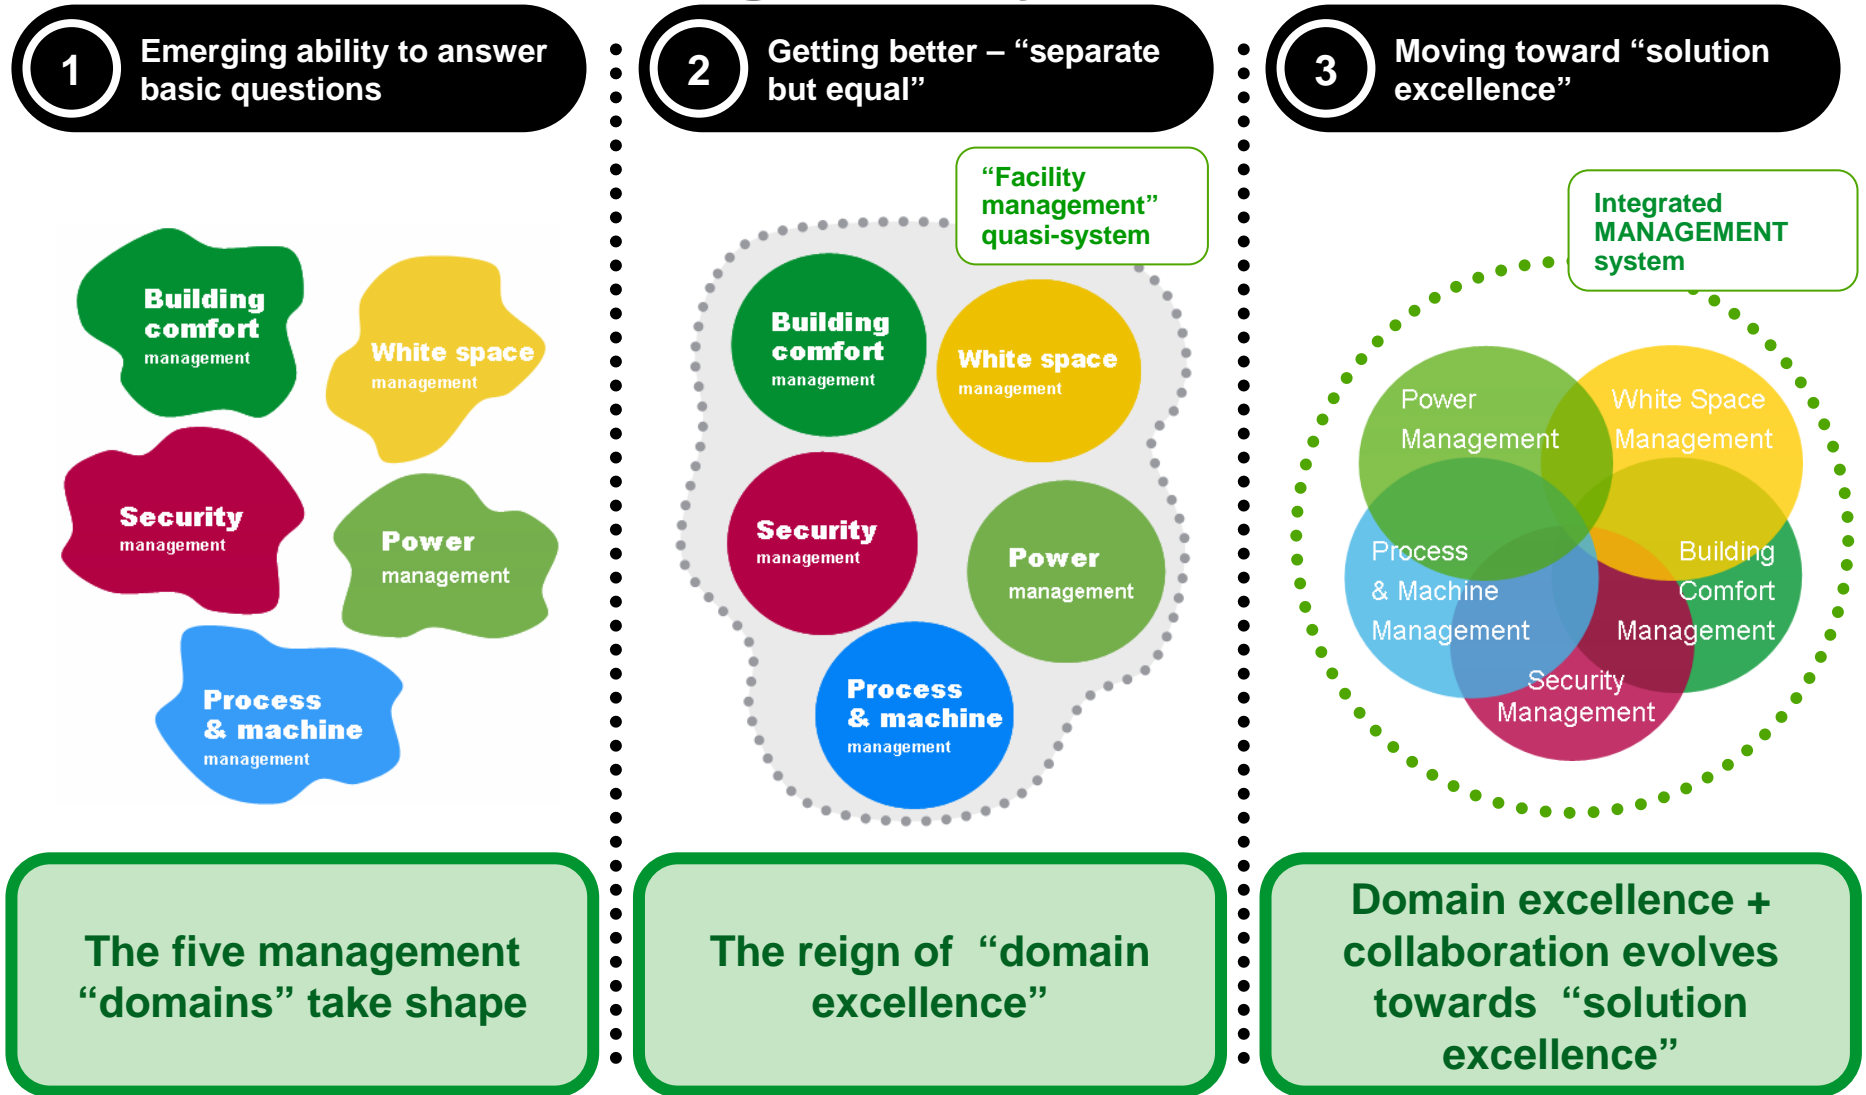 1
Emerging ability to answer
basic questions
Building
comfort
management
White space
management
Security
management
Power
management
Process
& machine
management
The five management
“domains” take shape
2
Getting better – “separate
but equal”
“Facility
management”
quasi-system
Building
comfort
management
White space
management
Security
management
Power
management
Process
& machine
management
The reign of “domain
excellence”
3
Moving toward “solution
excellence”
Integrated
MANAGEMENT
system
Power
Management
White Space
Management
Process
& Machine
Management
Building
Comfort
Management
Security
Management
Domain excellence +
collaboration evolves
towards “solution
excellence”